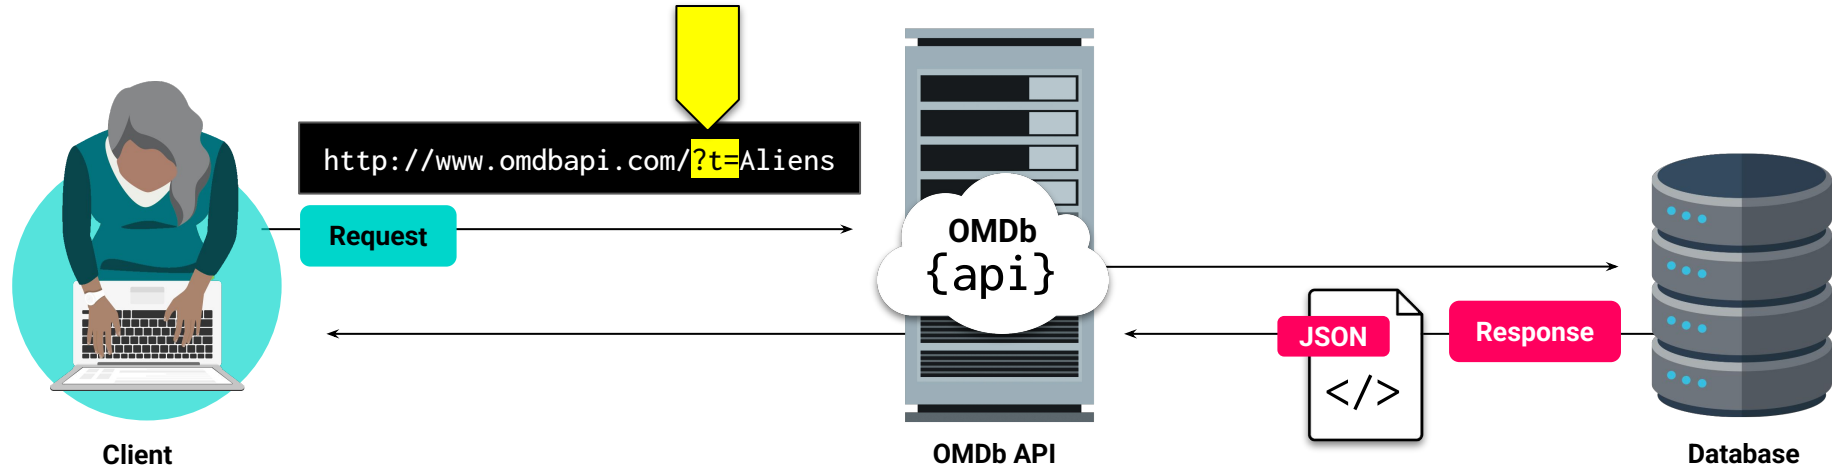 http://www.omdbapi.com/?t=Aliens
Request
OMDb
{api}
JSON
</>
Response
Client
OMDb API
Database